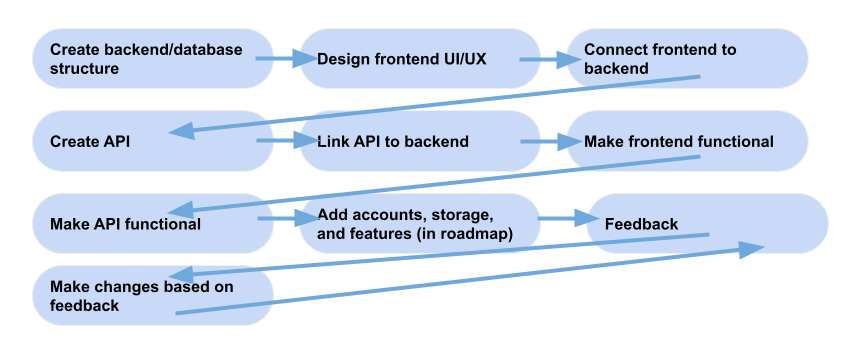 Create backend/database
structure
Design frontend UI/UX
Connect frontend to
backend
Create API
Link API to backend
Make frontend functional
Make API functional
Add accounts, storage,
and features (in roadmap)
Feedback
Make changes based on
feedback